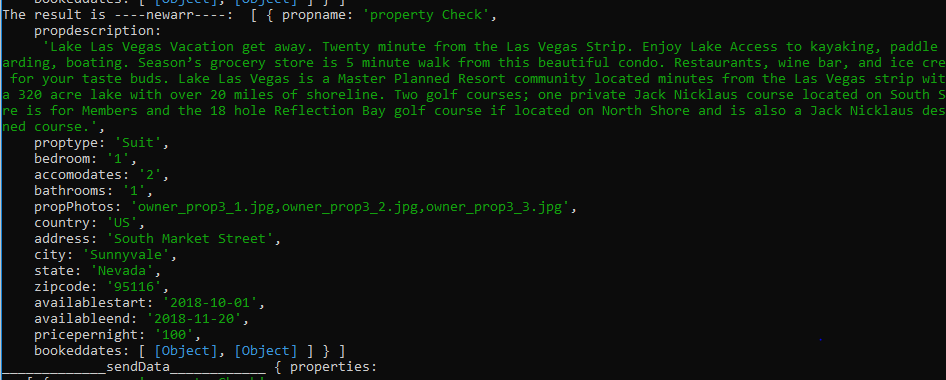 bookeddates: [ [Object], [Object] ] } ]
The result is ----newarr----:  [ { propname: 'property Check',
    propdescription:
     'Lake Las Vegas Vacation get away. Twenty minute from the Las Vegas Strip. Enjoy Lake Access to kayaking, paddle
arding, boating. Season’s grocery store is 5 minute walk from this beautiful condo. Restaurants, wine bar, and ice cre
 for your taste buds. Lake Las Vegas is a Master Planned Resort community located minutes from the Las Vegas strip wit
a 320 acre lake with over 20 miles of shoreline. Two golf courses; one private Jack Nicklaus course located on South S
re is for Members and the 18 hole Reflection Bay golf course if located on North Shore and is also a Jack Nicklaus des
ned course.',
    proptype: 'Suit',
    bedroom: '1',
    accomodates: '2',
    bathrooms: '1',
    propPhotos: 'owner_prop3_1.jpg,owner_prop3_2.jpg,owner_prop3_3.jpg',
    country: 'US',
    address: 'South Market Street',
    city: 'Sunnyvale',
    state: 'Nevada',
    zipcode: '95116',
    availablestart: '2018-10-01',
    availableend: '2018-11-20',
    pricepernight: '100',
    bookeddates: [ [Object], [Object] ] } ]
_____________sendData____________ { properties: